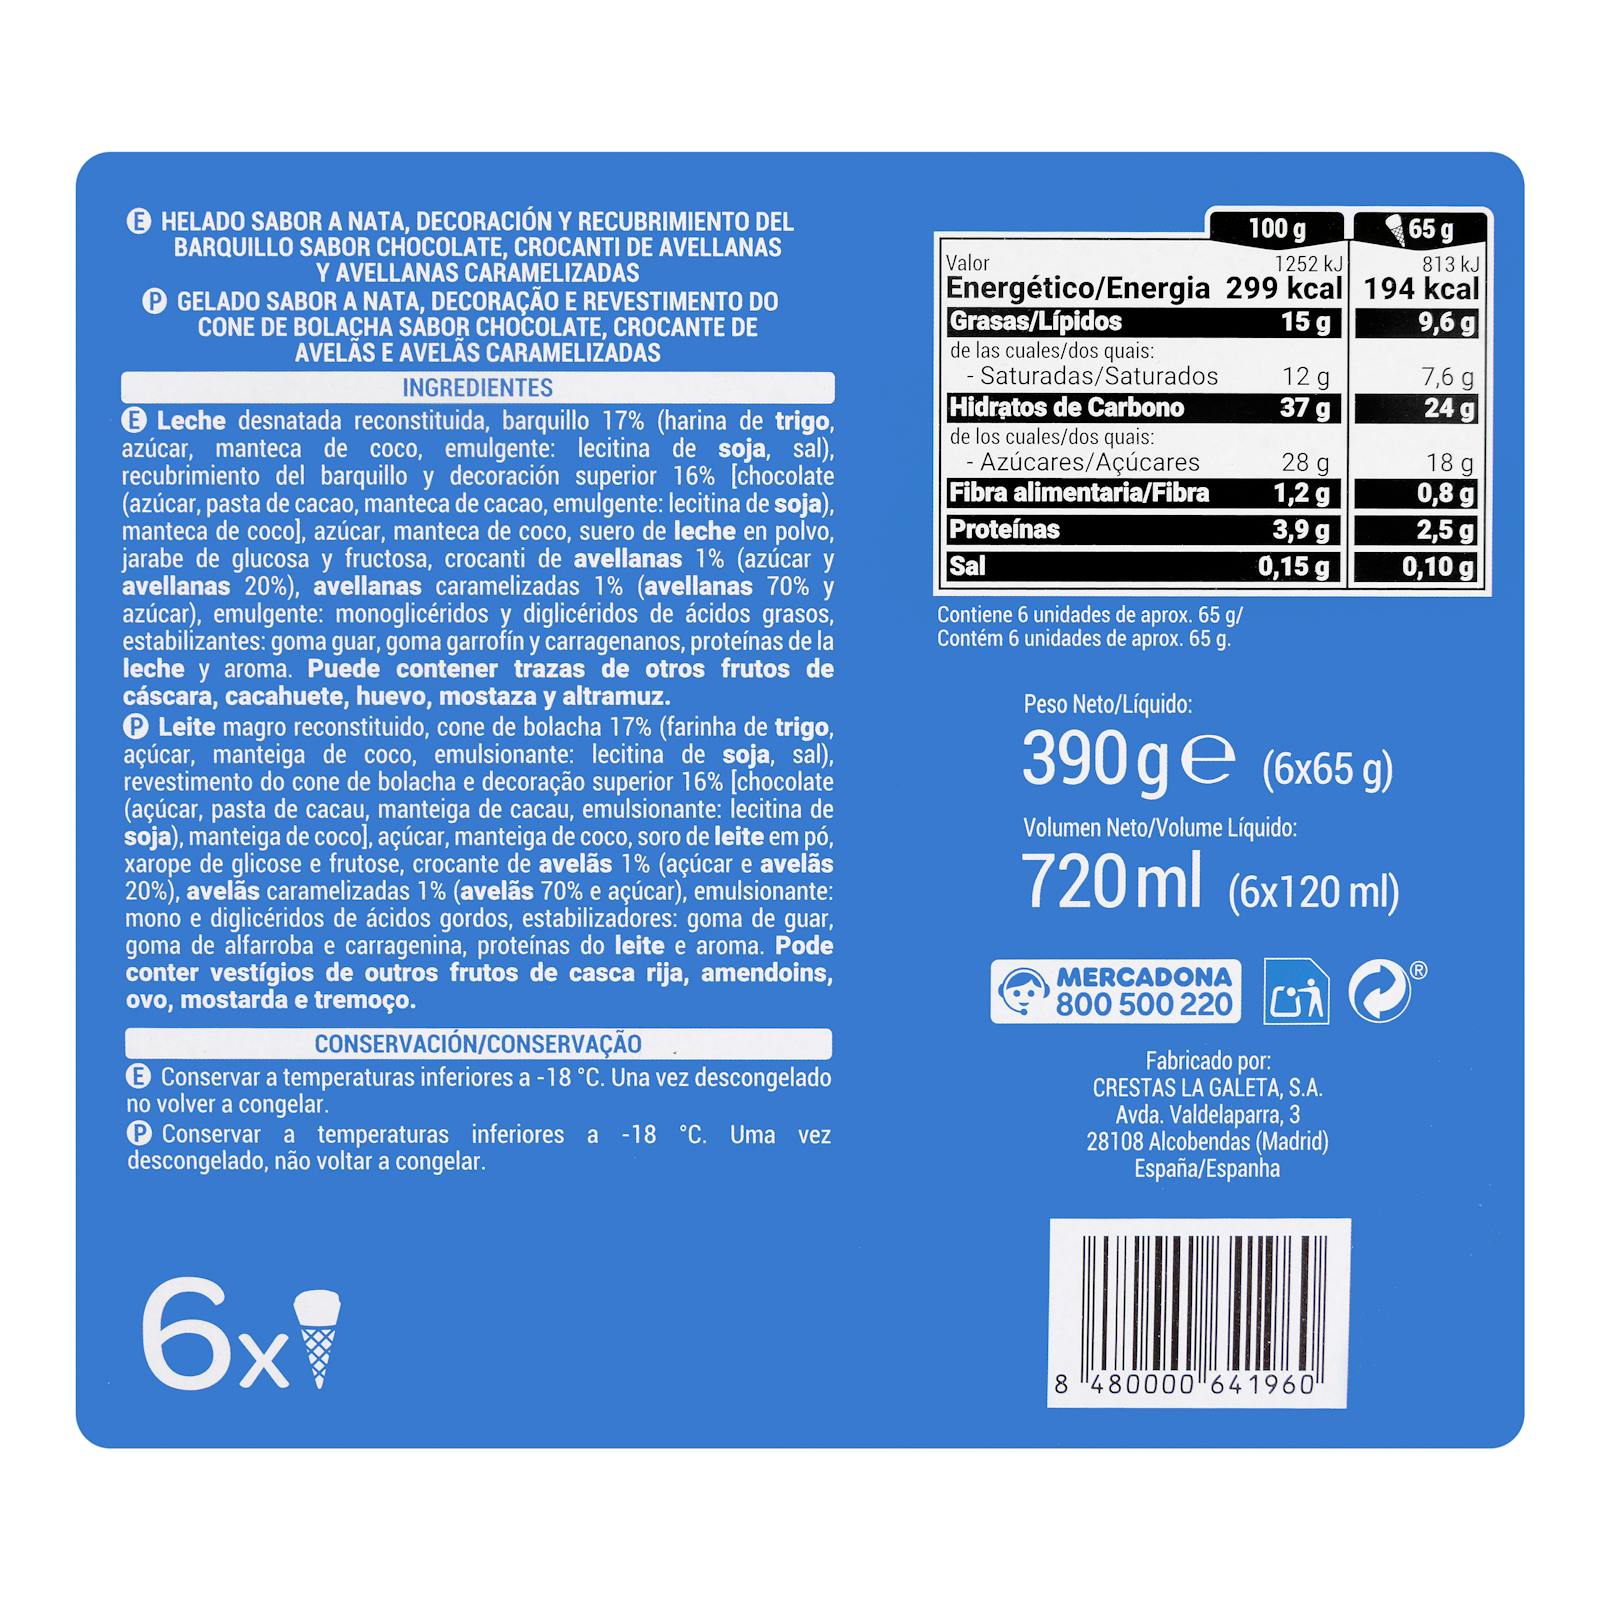 E HELADO SABOR A NATA, DECORACIÓN Y RECUBRIMIENTO DEL
BARQUILLO SABOR CHOCOLATE, CROCANTI DE AVELLANAS
Y AVELLANAS CARAMELIZADAS
P GELADO SABOR A NATA, DECORAÇÃO E REVESTIMENTO DO
CONE DE BOLACHA SABOR CHOCOLATE, CROCANTE DE
AVELÃS E AVELÃS CARAMELIZADAS
INGREDIENTES
E Leche desnatada reconstituida, barquillo 17% (harina de trigo,
azúcar, manteca de coco, emulgente: lecitina de soja, sal),
recubrimiento del barquillo y decoración superior 16% [chocolate
(azúcar, pasta de cacao, manteca de cacao, emulgente: lecitina de soja),
manteca de coco], azúcar, manteca de coco, suero de leche en polvo,
jarabe de glucosa y fructosa, crocanti de avellanas 1% (azúcar y
avellanas 20%), avellanas caramelizadas 1% (avellanas 70% y
azúcar), emulgente: monoglicéridos y diglicéridos de ácidos grasos,
estabilizantes: goma guar, goma garrofín y carragenanos, proteínas de la
leche y aroma. Puede contener trazas de otros frutos de
cáscara, cacahuete, huevo, mostaza y altramuz.
P Leite magro reconstituido, cone de bolacha 17% (farinha de trigo,
açúcar, manteiga de coco, emulsionante: lecitina de soja, sal),
revestimento do cone de bolacha e decoração superior 16% [chocolate
(açúcar, pasta de cacau, manteiga de cacau, emulsionante: lecitina de
soja), manteiga de coco], açúcar, manteiga de coco, soro de leite em pó,
xarope de glicose e frutose, crocante de avelãs 1% (açúcar e avelãs
20%), avelãs caramelizadas 1% (avelãs 70% e açúcar), emulsionante:
mono e diglicéridos de ácidos gordos, estabilizadores: goma de guar,
goma de alfarroba e carragenina, proteínas do leite e aroma. Pode
conter vestígios de outros frutos de casca rija, amendoins,
ovo, mostarda e tremoço.
CONSERVACIÓN/CONSERVAÇÃO
E Conservar a temperaturas inferiores a -18 °C. Una vez descongelado
no volver a congelar.
P Conservar a temperaturas inferiores a -18 °C. Uma vez
descongelado, não voltar a congelar.
6x
100 g 65 g
Valor 1252 kJ 813 kJ
Energético/Energia 299 kcal 194 kcal
Grasas/Lípidos 15 g 9,6 g
de las cuales/dos quais:
- Saturadas/Saturados 12 g 7,6 g
Hidratos de Carbono 37 g 24 g
de los cuales/dos quais:
- Azúcares/Açúcares 28 g 18 g
Fibra alimentaria/Fibra 1,2 g 0,8 g
Proteínas 3,9 g 2,5 g
Sal 0,15 g 0,10 g
Contiene 6 unidades de aprox. 65 g/
Contém 6 unidades de aprox. 65 g.
Peso Neto/Líquido:
390 g e (6x65 g)
Volumen Neto/Volume Líquido:
720 ml (6x120 ml)
MERCADONA
800 500 220
®
Fabricado por:
CRESTAS LA GALETA, S.A.
Avda. Valdelaparra, 3
28108 Alcobendas (Madrid)
España/Espanha
8 480000 641960